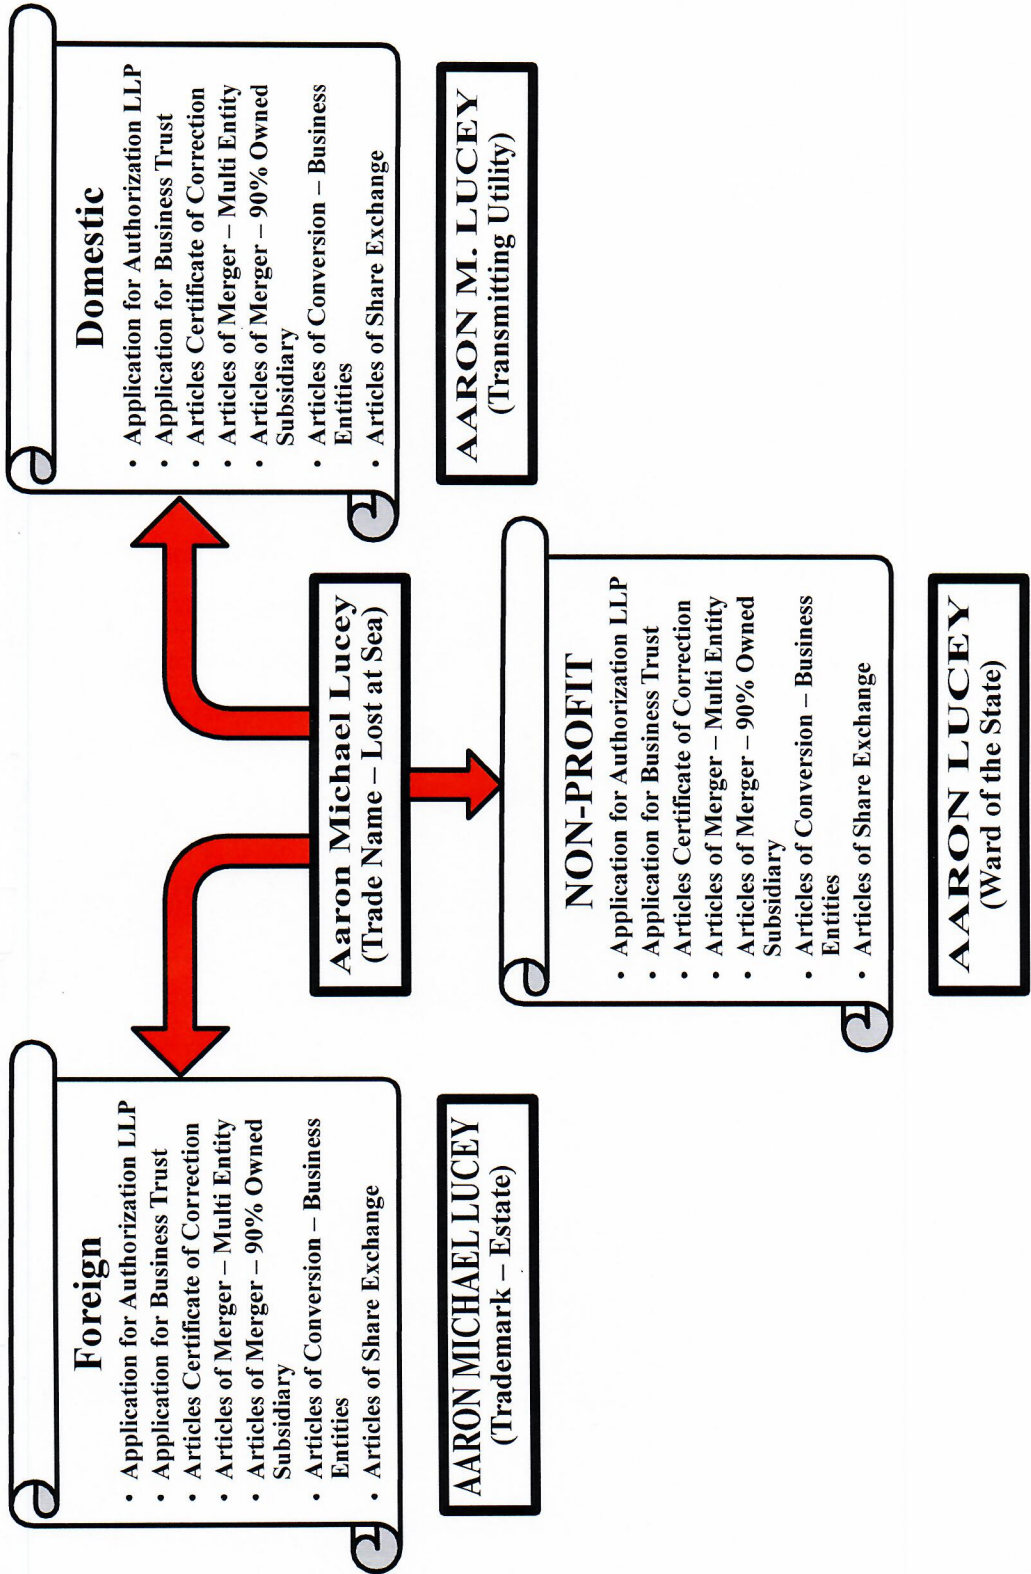 Foreign
• Application for Authorization LLP
• Application for Business Trust
• Articles Certificate of Correction
• Articles of Merger – Multi Entity
• Articles of Merger – 90% Owned
Subsidiary
• Articles of Conversion – Business
Entities
• Articles of Share Exchange
AARON MICHAEL LUCEY
(Trademark – Estate)
Aaron Michael Lucey
(Trade Name – Lost at Sea)
NON-PROFIT
• Application for Authorization LLP
• Application for Business Trust
• Articles Certificate of Correction
• Articles of Merger – Multi Entity
• Articles of Merger – 90% Owned
Subsidiary
• Articles of Conversion – Business
Entities
• Articles of Share Exchange
AARON LUCEY
(Ward of the State)
Domestic
• Application for Authorization LLP
• Application for Business Trust
• Articles Certificate of Correction
• Articles of Merger – Multi Entity
• Articles of Merger – 90% Owned
Subsidiary
• Articles of Conversion – Business
Entities
• Articles of Share Exchange
AARON M. LUCEY
(Transmitting Utility)